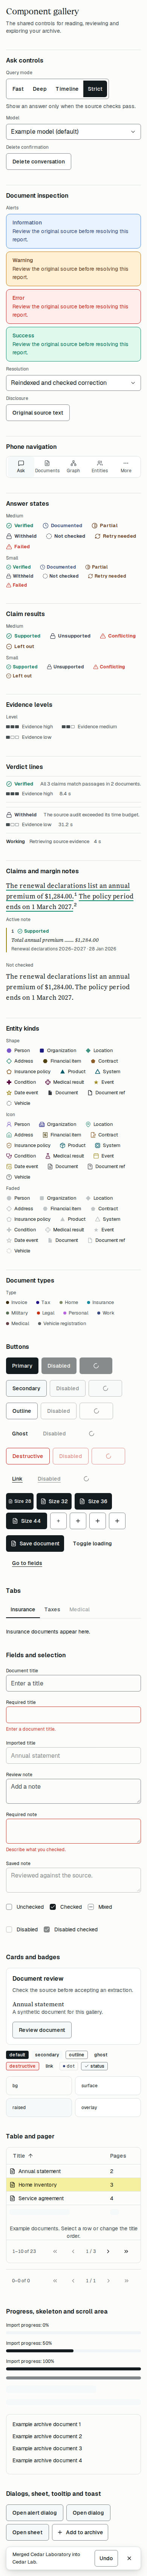 Component gallery
The shared controls for reading, reviewing and
exploring your archive.
Ask controls
Query mode
Fast Deep Timeline Strict
Show an answer only when the source checks pass.
Model
Example model (default)
Delete confirmation
Delete conversation
Document inspection
Alerts
Information
Review the original source before resolving this
report.
Warning
Review the original source before resolving this
report.
Error
Review the original source before resolving this
report.
Success
Review the original source before resolving this
report.
Resolution
Reindexed and checked correction
Disclosure
Original source text
Phone navigation
Ask Documents Graph Entities More
Answer states
Medium
Verified Documented Partial
Withheld Not checked Retry needed
Failed
Small
Verified Documented Partial
Withheld Not checked Retry needed
Failed
Claim results
Medium
Supported Unsupported Conflicting
Left out
Small
Supported Unsupported Conflicting
Left out
Evidence levels
Level
Evidence high Evidence medium
Evidence low
Verdict lines
Verified All 3 claims match passages in 2 documents.
Evidence high 8.4 s
Withheld The source audit exceeded its time budget.
Evidence low 31.2 s
Working Retrieving source evidence 4 s
Claims and margin notes
The renewal declarations list an annual
premium of $1,284.00.1 The policy period
ends on 1 March 2027.2
Active note
1 Supported
Total annual premium ........ $1,284.00
Renewal declarations 2026–2027 · 28 Jan 2026
Not checked
The renewal declarations list an annual
premium of $1,284.00. The policy period
ends on 1 March 2027.
Entity kinds
Shape
Person Organization Location
Address Financial item Contract
Insurance policy Product System
Condition Medical result Event
Date event Document Document ref
Vehicle
Icon
Person Organization Location
Address Financial item Contract
Insurance policy Product System
Condition Medical result Event
Date event Document Document ref
Vehicle
Faded
Person Organization Location
Address Financial item Contract
Insurance policy Product System
Condition Medical result Event
Date event Document Document ref
Vehicle
Document types
Type
Invoice Tax Home Insurance
Military Legal Personal Work
Medical Vehicle registration
Buttons
Primary Disabled
Secondary Disabled
Outline Disabled
Ghost Disabled
Destructive Disabled
Link Disabled
Size 28 Size 32 Size 36
Size 44
Save document Toggle loading
Go to fields
Tabs
Insurance Taxes Medical
Insurance documents appear here.
Fields and selection
Document title
Enter a title
Required title
Enter a document title.
Imported title
Annual statement
Review note
Add a note
Required note
Describe what you checked.
Saved note
Reviewed against the source.
Unchecked Checked Mixed
Disabled Disabled checked
Cards and badges
Document review
Check the source before accepting an extraction.
Annual statement
A synthetic document for this gallery.
Review document
default secondary outline ghost
destructive link dot status
bg surface
raised overlay
Table and pager
Title Pages
Annual statement 2
Home inventory 3
Service agreement 4
Example documents. Select a row or change the title
order.
1–10 of 23 1 / 3
0–0 of 0 1 / 1
Progress, skeleton and scroll area
Import progress: 0%
Import progress: 50%
Import progress: 100%
Example archive document 1
Example archive document 2
Example archive document 3
Example archive document 4
Dialogs, sheet, tooltip and toast
Open alert dialog Open dialog
Open sheet Add to archive
Merged Cedar Laboratory into
Cedar Lab.
Undo